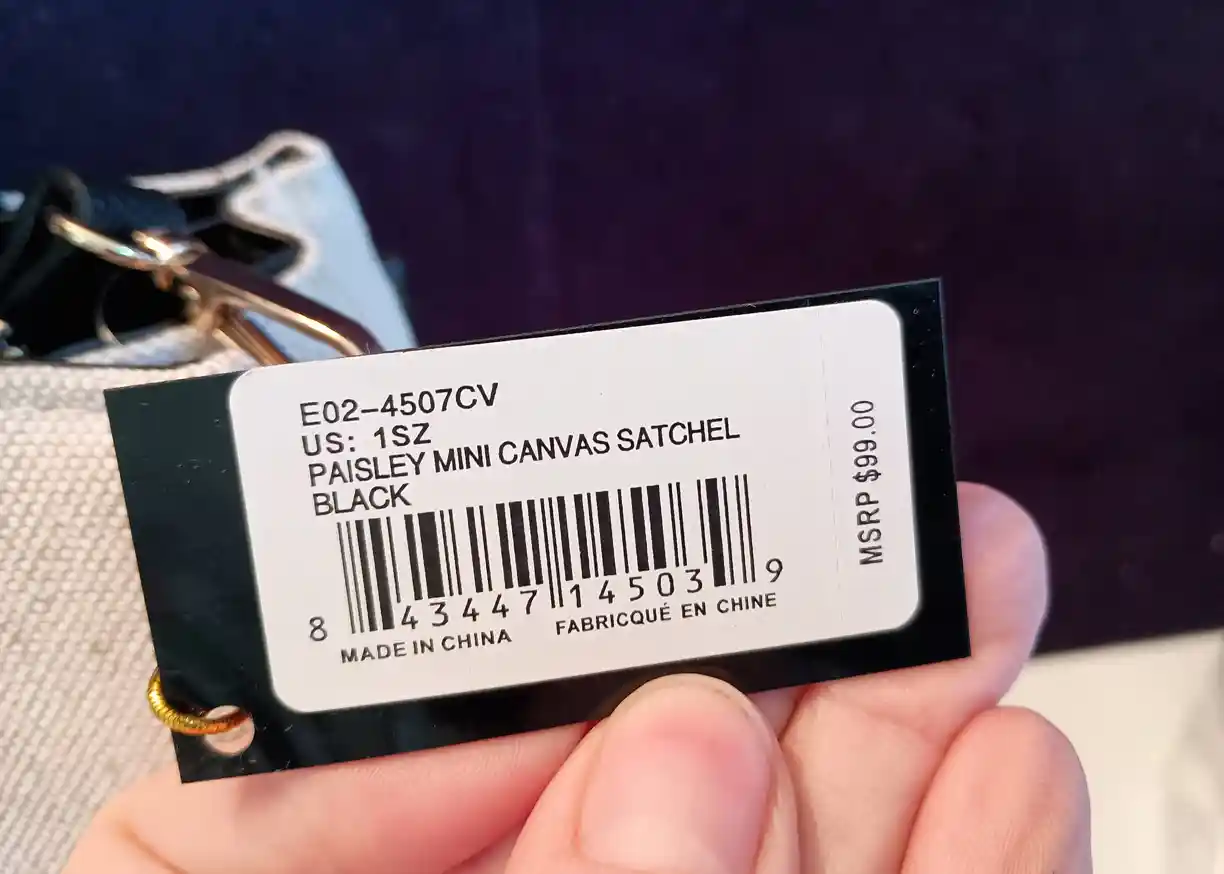 E02-4507CV
US: 1SZ
PAISLEY MINI CANVAS SATCHEL
BLACK
8 43447 14503 9
MADE IN CHINA FABRICQUÉ EN CHINE
MSRP $99.00